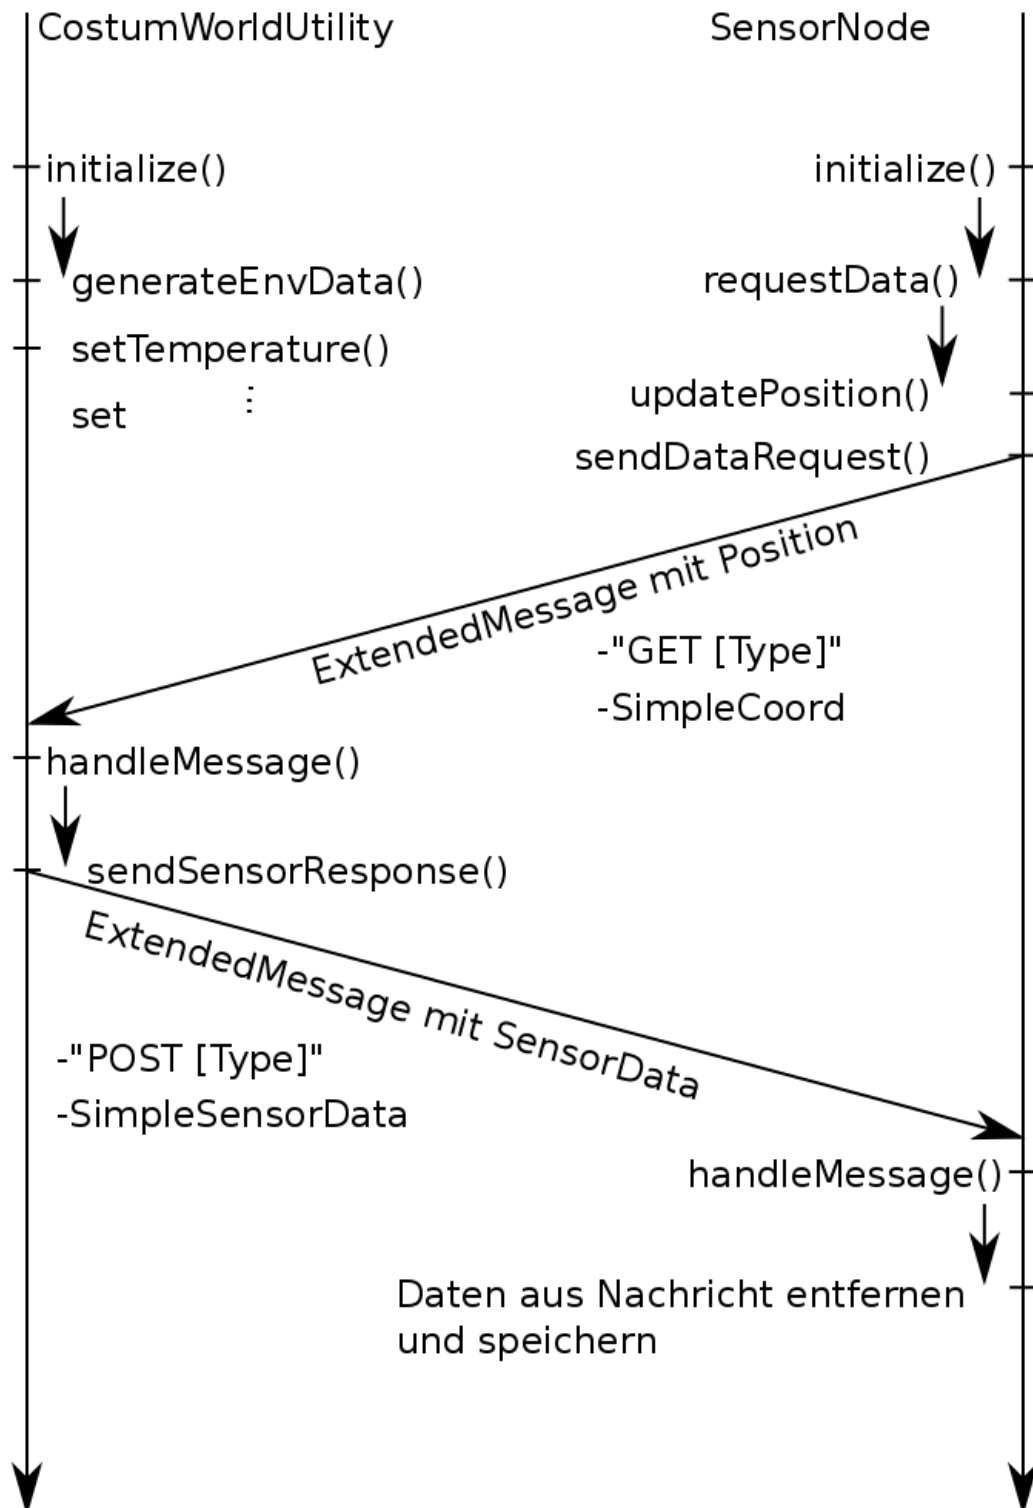 CostumWorldUtility
SensorNode
initialize()
initialize()
generateEnvData()
requestData()
setTemperature()
updatePosition()
set
⋮
sendDataRequest()
ExtendedMessage mit Position
-"GET [Type]"
-SimpleCoord
handleMessage()
sendSensorResponse()
ExtendedMessage mit SensorData
-"POST [Type]"
-SimpleSensorData
handleMessage()
Daten aus Nachricht entfernen
und speichern